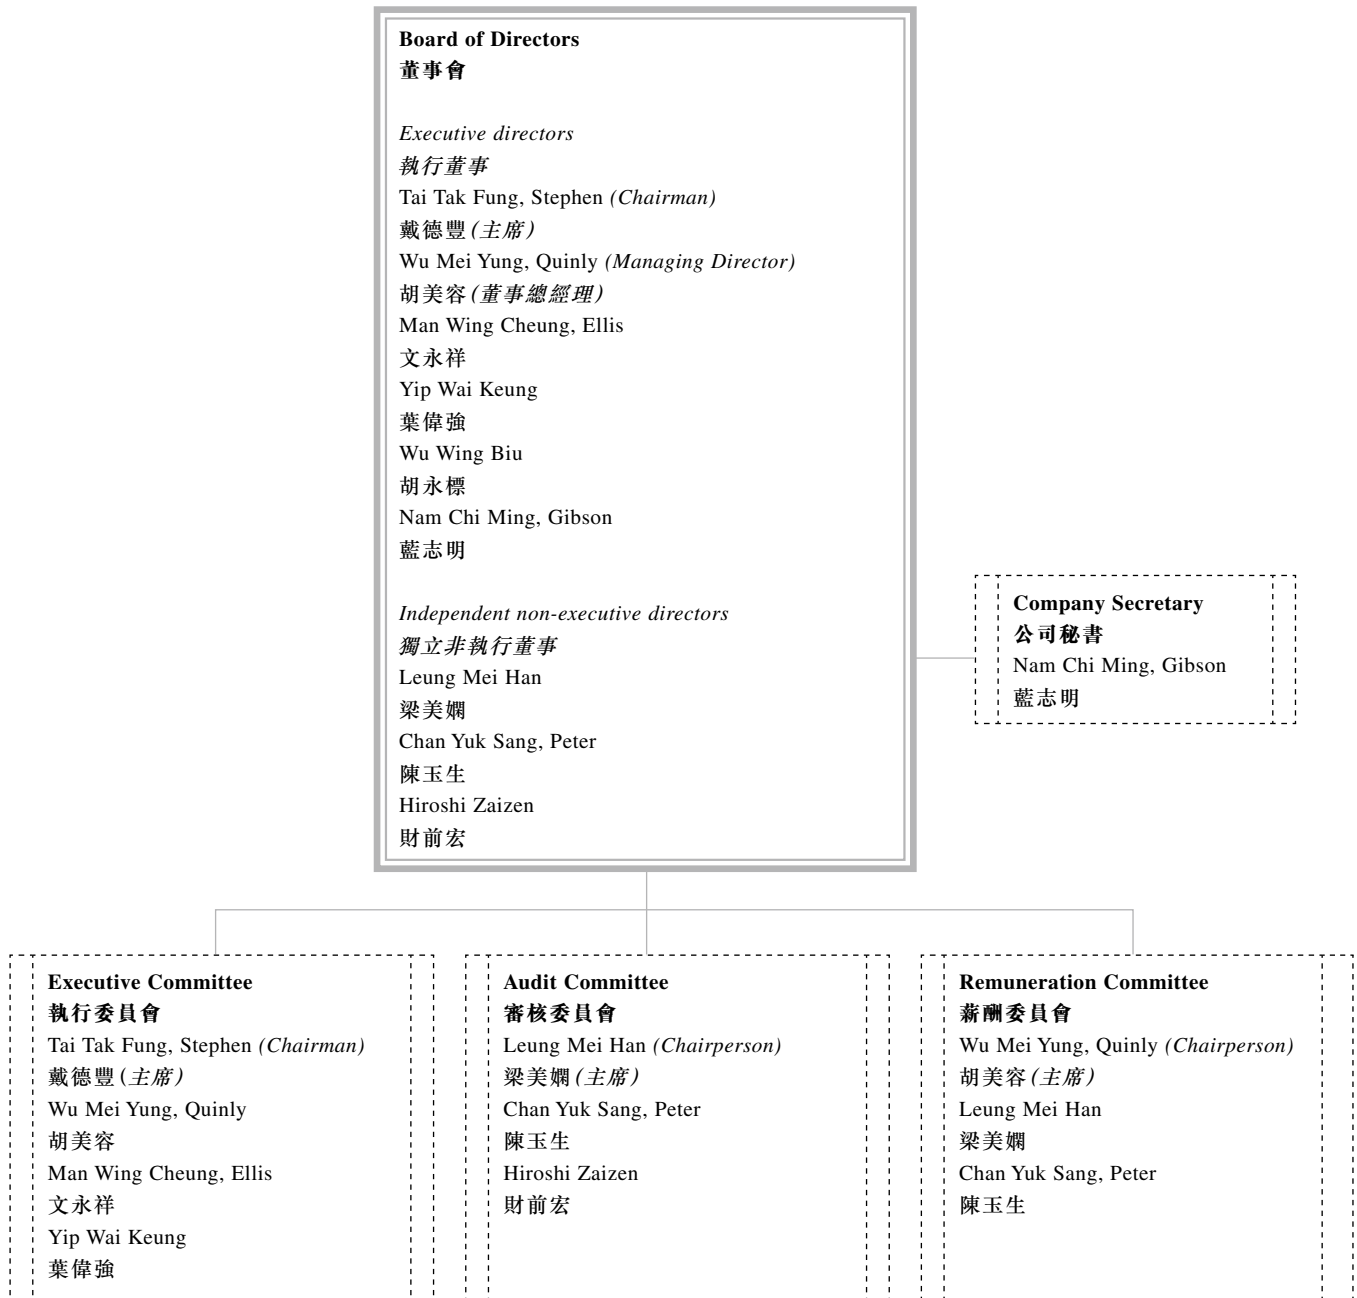 Board of Directors
董事會
Executive directors
執行董事
Tai Tak Fung, Stephen (Chairman)
戴德豐(主席)
Wu Mei Yung, Quinly (Managing Director)
胡美容(董事總經理)
Man Wing Cheung, Ellis
文永祥
Yip Wai Keung
葉偉強
Wu Wing Biu
胡永標
Nam Chi Ming, Gibson
藍志明
Independent non-executive directors
獨立非執行董事
Leung Mei Han
梁美嫻
Chan Yuk Sang, Peter
陳玉生
Hiroshi Zaizen
財前宏
Company Secretary
公司秘書
Nam Chi Ming, Gibson
藍志明
Executive Committee
執行委員會
Tai Tak Fung, Stephen (Chairman)
戴德豐(主席)
Wu Mei Yung, Quinly
胡美容
Man Wing Cheung, Ellis
文永祥
Yip Wai Keung
葉偉強
Audit Committee
審核委員會
Leung Mei Han (Chairperson)
梁美嫻(主席)
Chan Yuk Sang, Peter
陳玉生
Hiroshi Zaizen
財前宏
Remuneration Committee
薪酬委員會
Wu Mei Yung, Quinly (Chairperson)
胡美容(主席)
Leung Mei Han
梁美嫻
Chan Yuk Sang, Peter
陳玉生